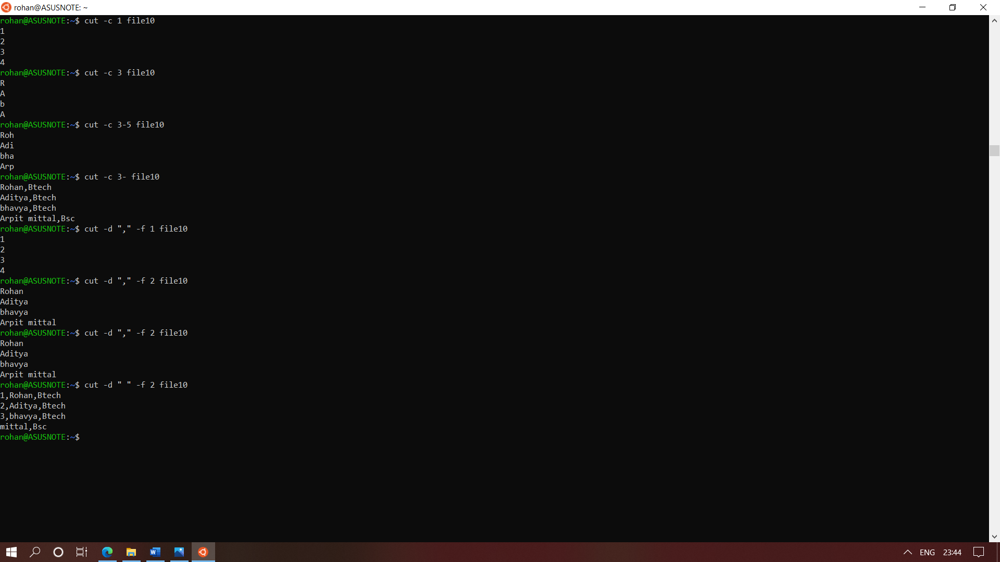 rohan@ASUSNOTE: ~
rohan@ASUSNOTE:~$ cut -c 1 file10
1
2
3
4
rohan@ASUSNOTE:~$ cut -c 3 file10
R
A
b
A
rohan@ASUSNOTE:~$ cut -c 3-5 file10
Roh
Adi
bha
Arp
rohan@ASUSNOTE:~$ cut -c 3- file10
Rohan,Btech
Aditya,Btech
bhavya,Btech
Arpit mittal,Bsc
rohan@ASUSNOTE:~$ cut -d "," -f 1 file10
1
2
3
4
rohan@ASUSNOTE:~$ cut -d "," -f 2 file10
Rohan
Aditya
bhavya
Arpit mittal
rohan@ASUSNOTE:~$ cut -d "," -f 2 file10
Rohan
Aditya
bhavya
Arpit mittal
rohan@ASUSNOTE:~$ cut -d " " -f 2 file10
1,Rohan,Btech
2,Aditya,Btech
3,bhavya,Btech
mittal,Bsc
rohan@ASUSNOTE:~$
W ENG 23:44